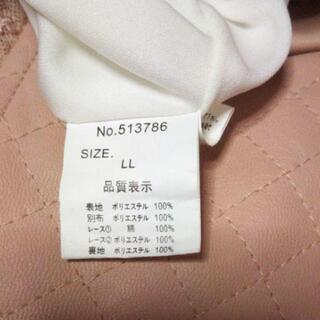 No.513786
SIZE.
LL
品質表示
表地 ポリエステル 100%
別布 ポリエステル 100%
レース① 綿 100%
レース② ポリエステル 100%
裏地 ポリエステル 100%